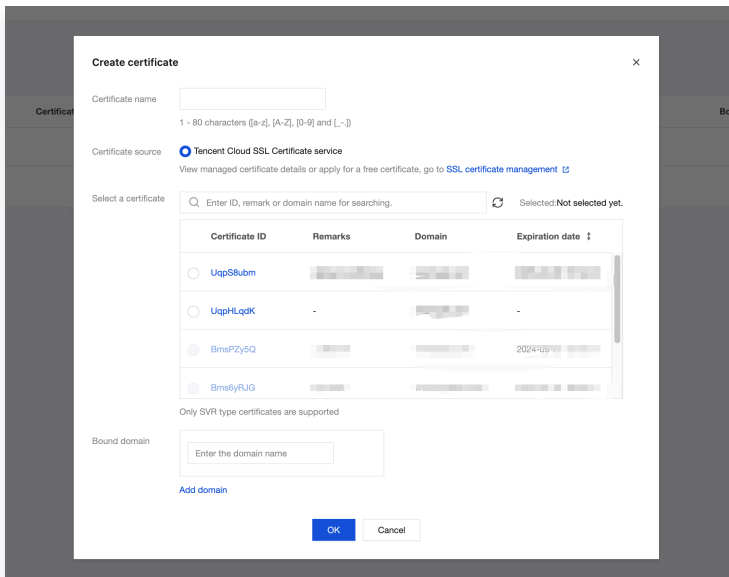 Create certificate
Certificate name
1 - 80 characters ([a-z], [A-Z], [0-9] and [_-.])
Certificate source
Tencent Cloud SSL Certificate service
View managed certificate details or apply for a free certificate, go to SSL certificate management
Select a certificate
Enter ID, remark or domain name for searching.
Selected:Not selected yet.
Certificate ID Remarks Domain Expiration date
UqpS8ubm
UqpHLqdK - -
BmsPZy5Q
Bms6yRJG
Only SVR type certificates are supported
Bound domain
Enter the domain name
Add domain
OK Cancel